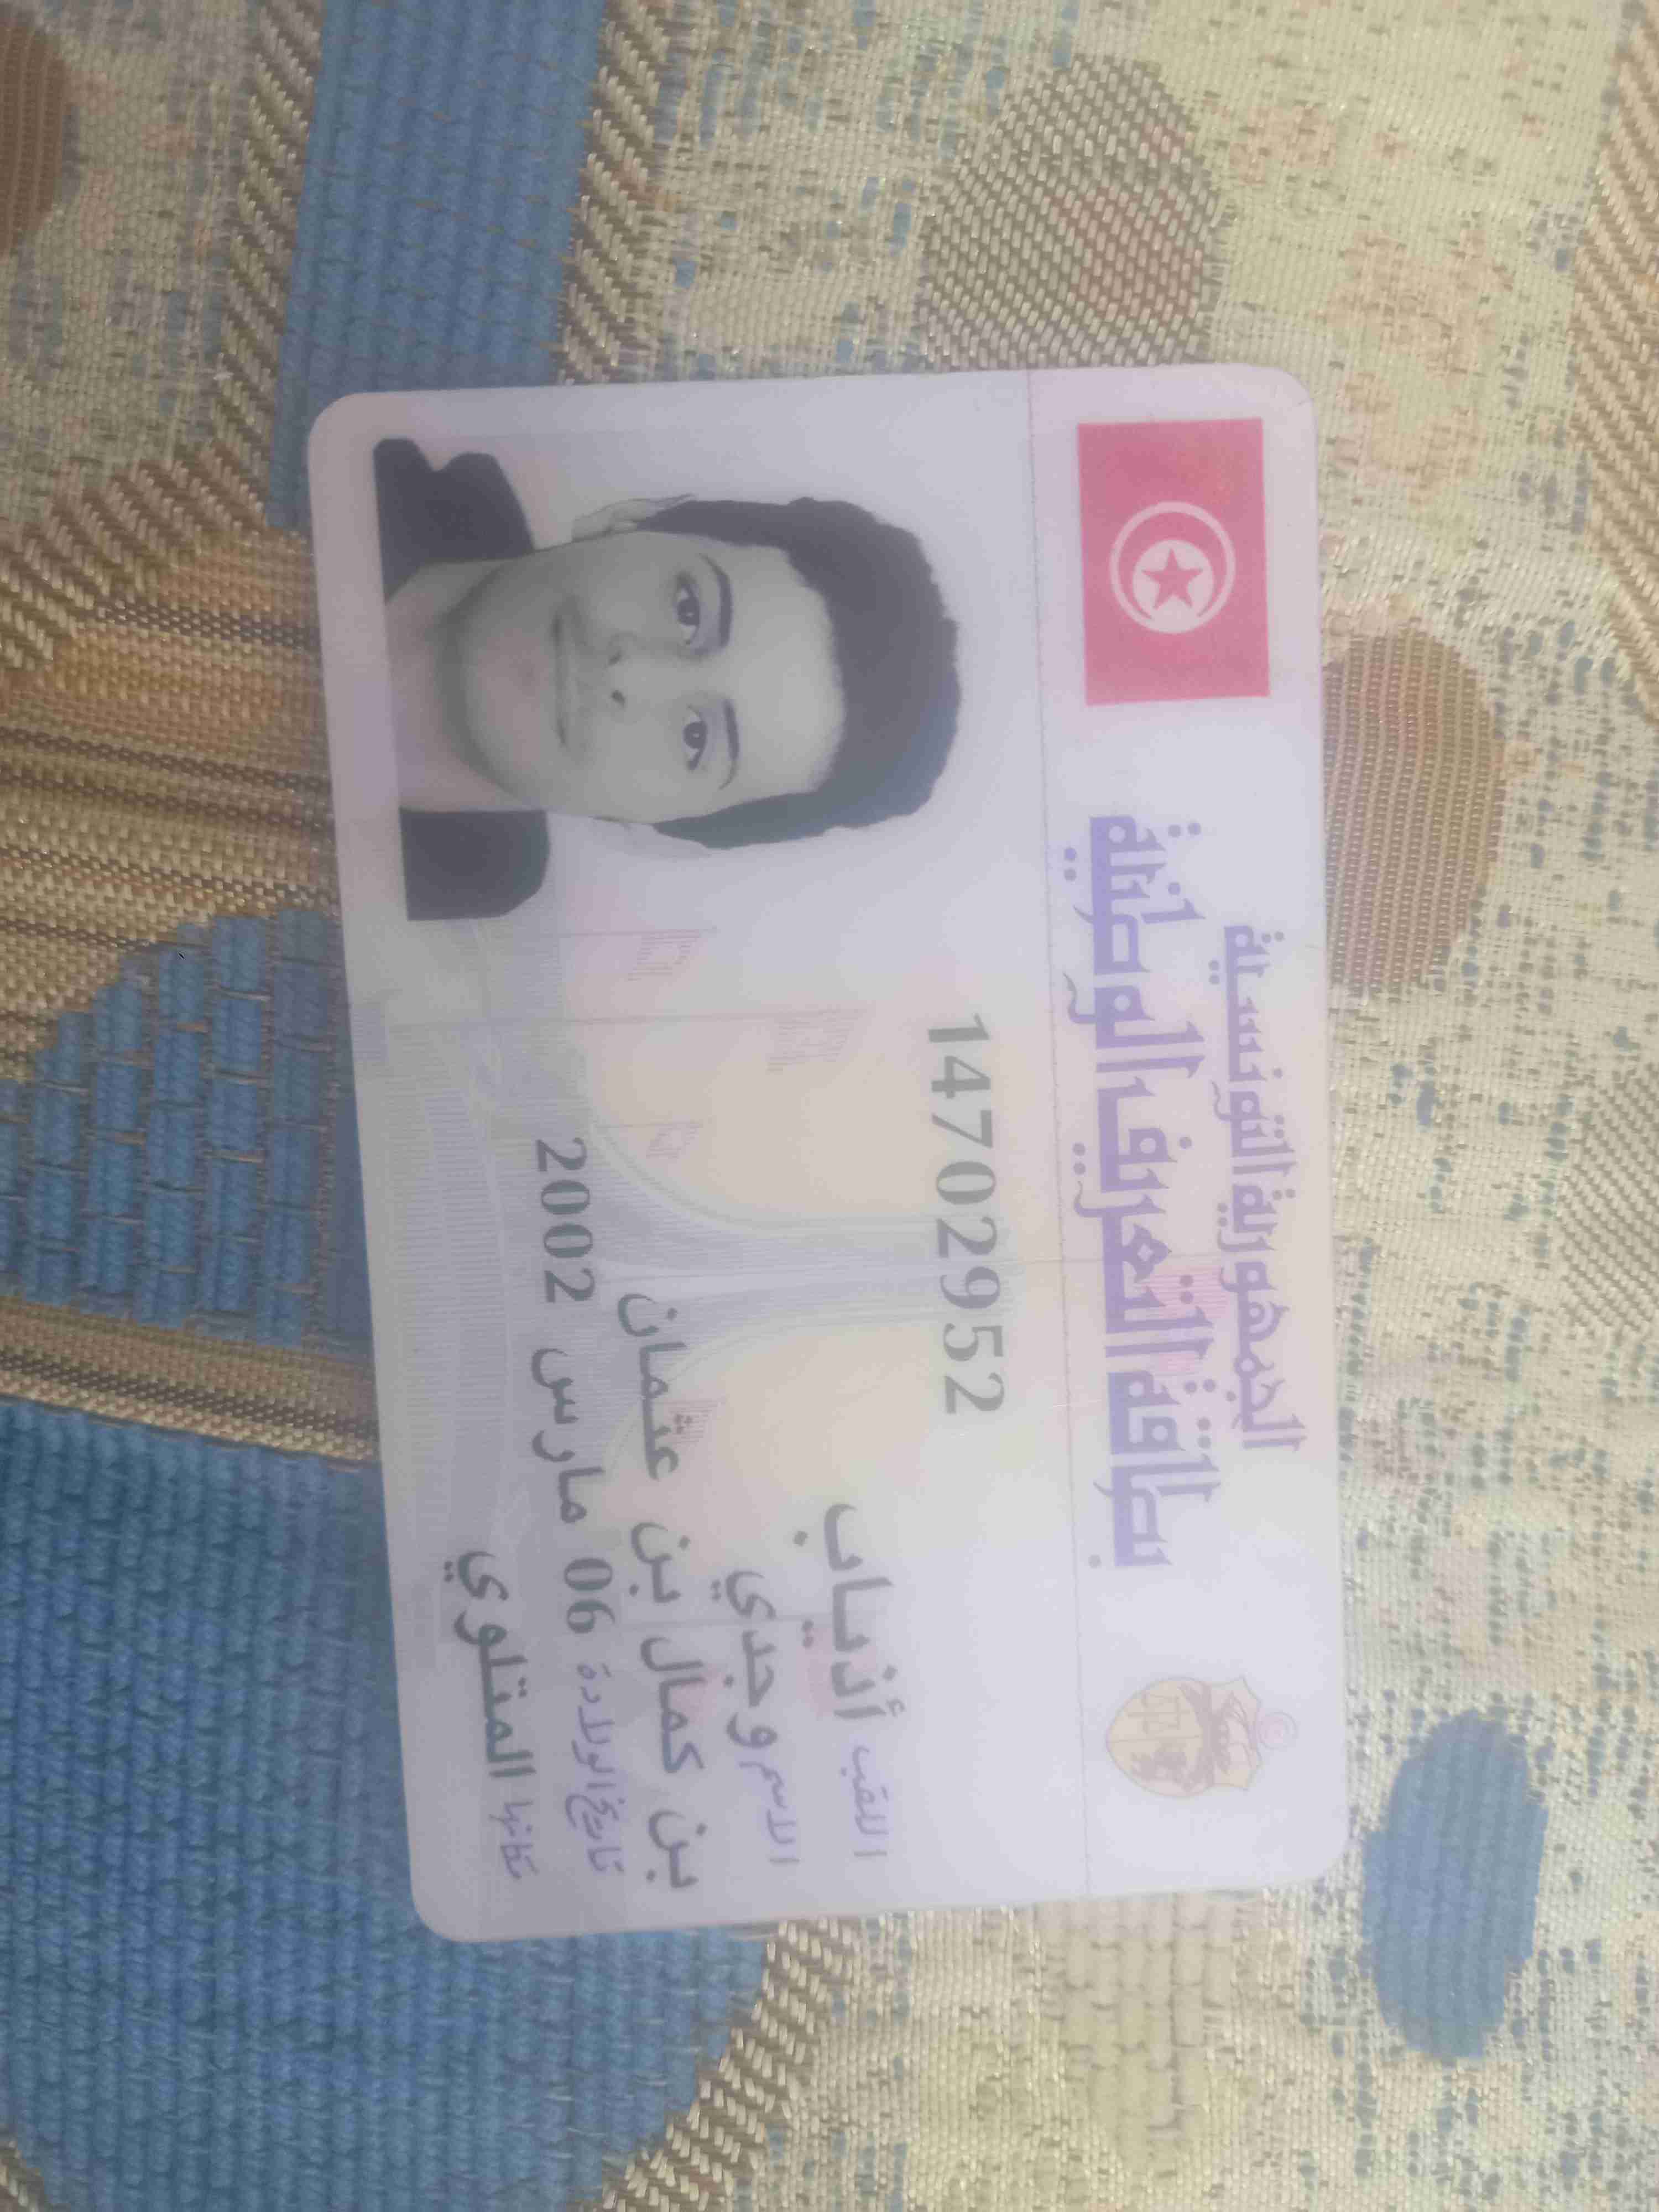 الجمهورية التونسية
بطاقة التعريف الوطنية
14702952
اللقب أذياب
الاسم وجدي
بن كمال بن عثمان
تاريخ الولادة 06 مارس 2002
مكانها المتلوي